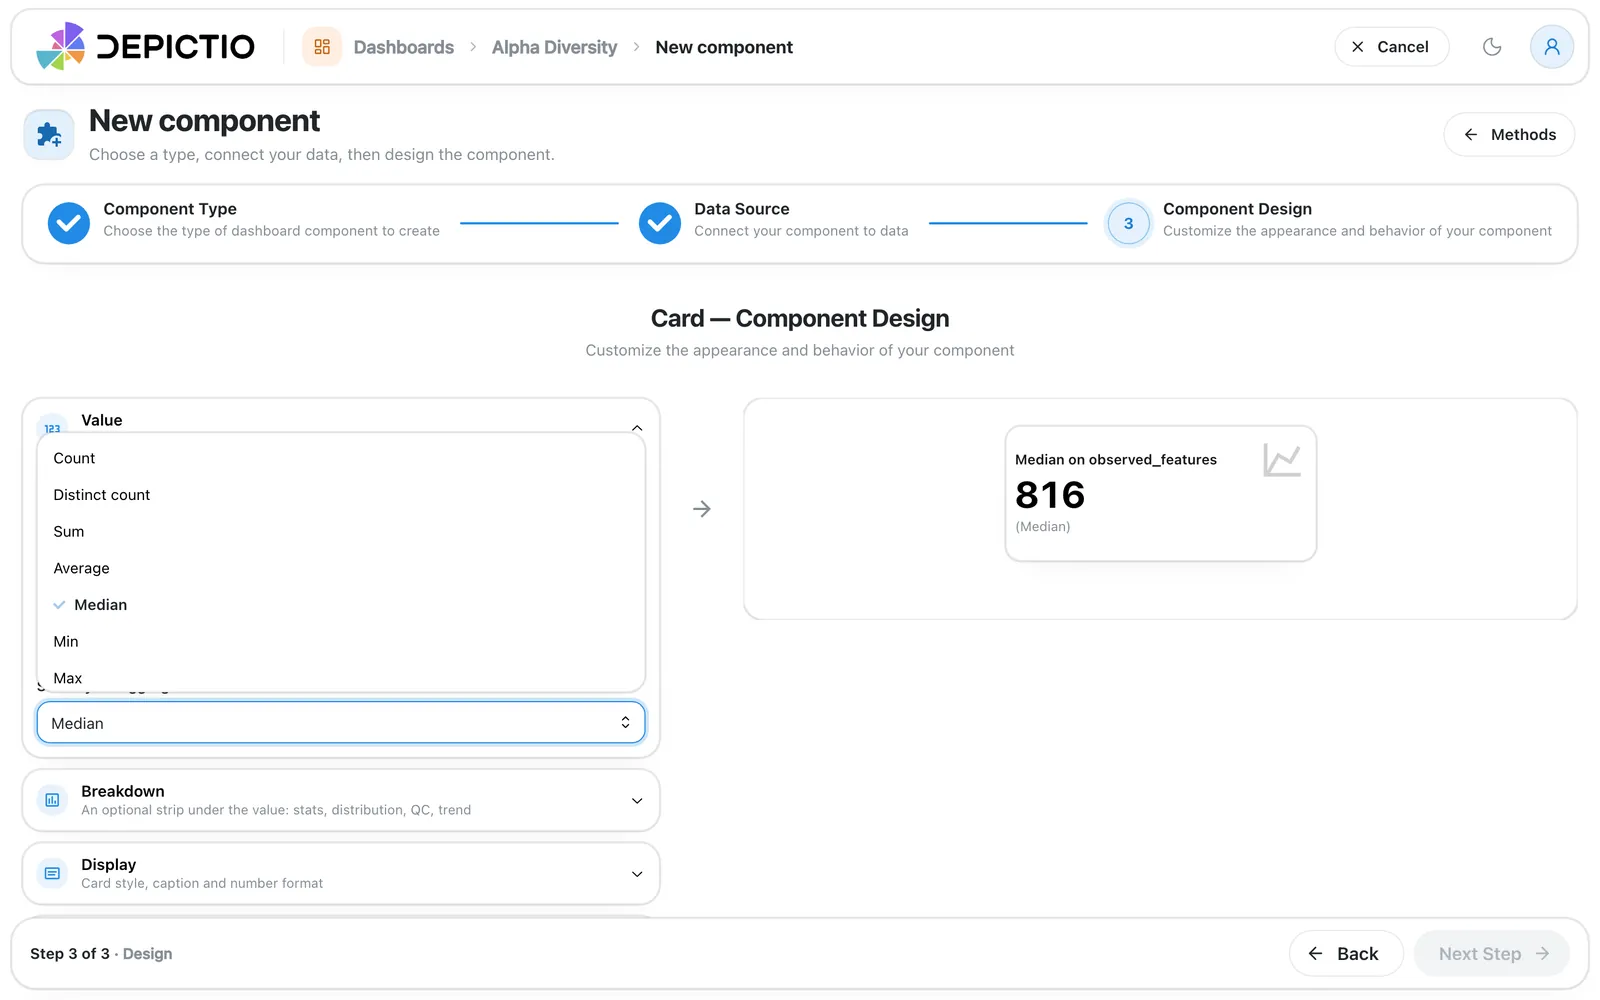 DEPICTIO
Dashboards
Alpha Diversity
New component
Cancel
New component
Choose a type, connect your data, then design the component.
Methods
Component Type
Choose the type of dashboard component to create
Data Source
Connect your component to data
3
Component Design
Customize the appearance and behavior of your component
Card — Component Design
Customize the appearance and behavior of your component
123
Value
Count
Distinct count
Sum
Average
Median
Min
Max
Median
Median on observed_features
816
(Median)
Breakdown
An optional strip under the value: stats, distribution, QC, trend
Display
Card style, caption and number format
Step 3 of 3 · Design
Back
Next Step